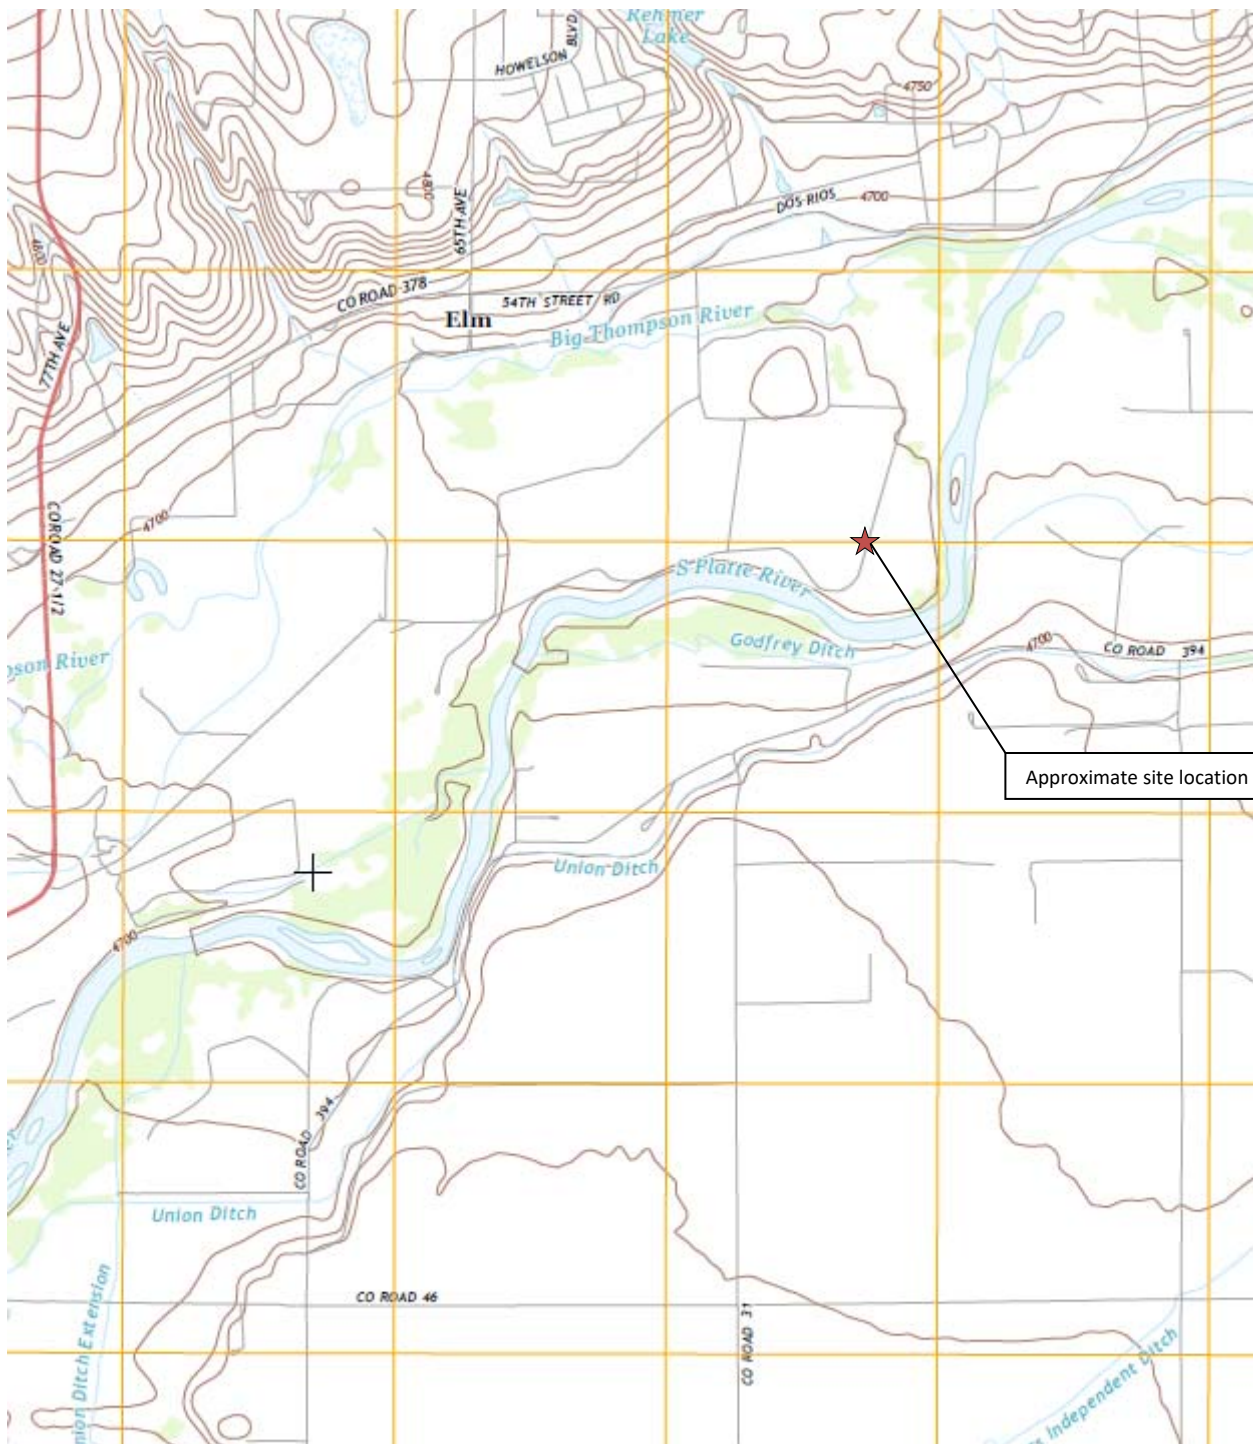 Rehmer
Lake
HOWELSON
BLVD
4750
4810
65TH AVE
DOS RIOS
4700
4800
CO ROAD 378
54TH STREET RD
Elm
Big Thompson River
77TH AVE
CO ROAD 27-1/2
4700
S Platte River
Godfrey Ditch
4700
CO ROAD 394
pson River
Approximate site location
Union Ditch
4700
CO ROAD 394
Union Ditch
nion Ditch Extension
CO ROAD 46
CO ROAD 31
Independent Ditch